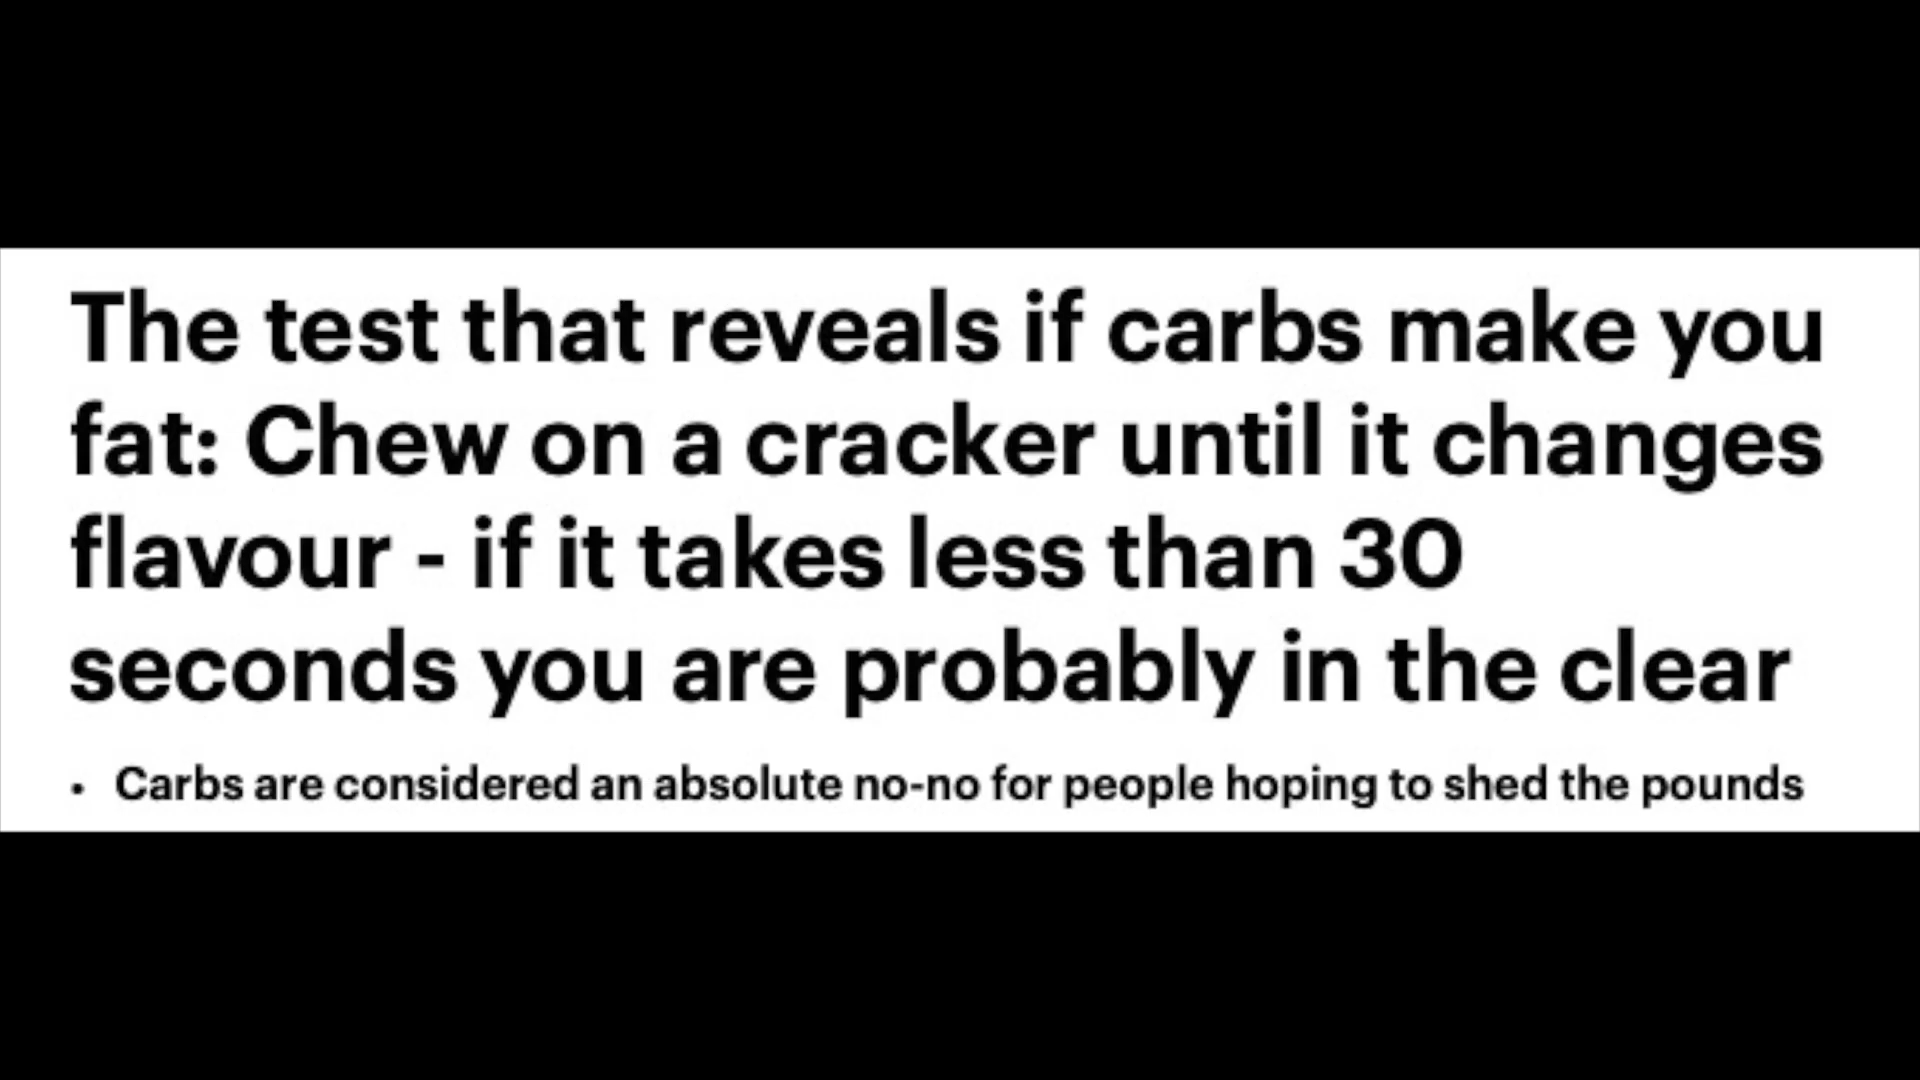 The test that reveals if carbs make you
fat: Chew on a cracker until it changes
flavour - if it takes less than 30
seconds you are probably in the clear
• Carbs are considered an absolute no-no for people hoping to shed the pounds